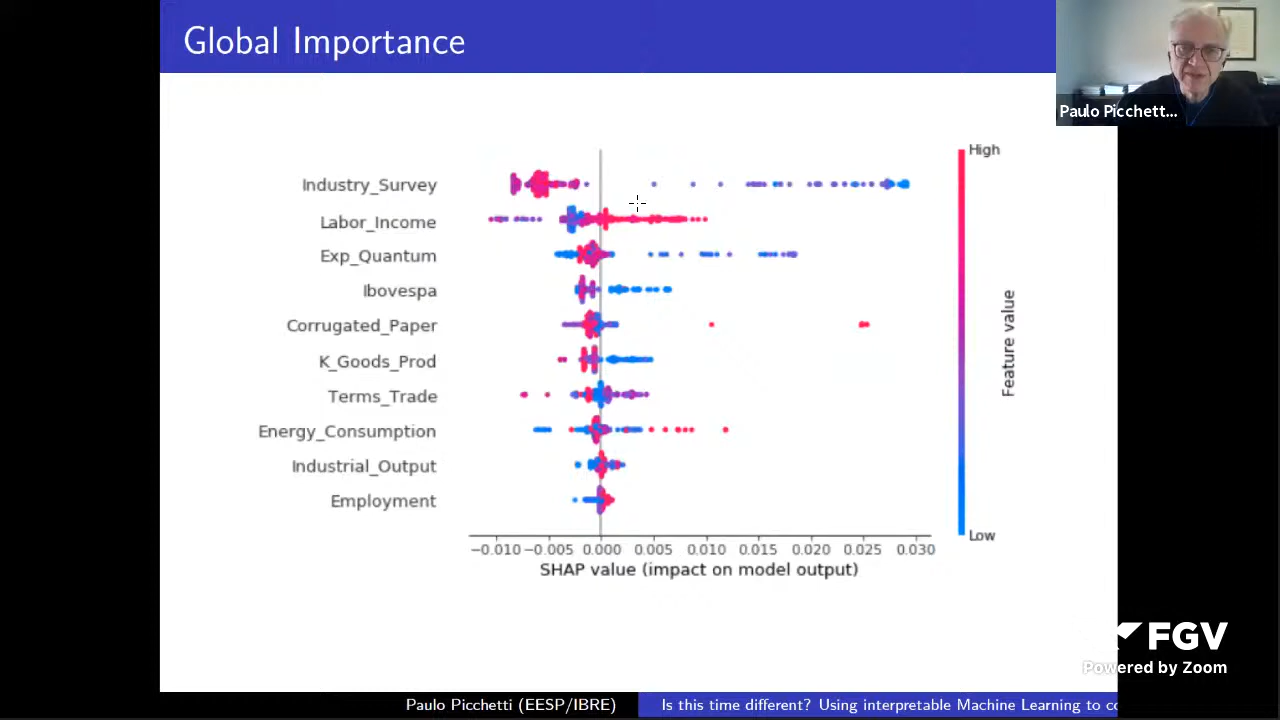 Global Importance
Paulo Picchett...
High
Industry_Survey
Labor_Income
Exp_Quantum
Ibovespa
Corrugated_Paper
K_Goods_Prod
Terms_Trade
Energy_Consumption
Industrial_Output
Employment
Feature value
Low
−0.010 −0.005 0.000 0.005 0.010 0.015 0.020 0.025 0.030
SHAP value (impact on model output)
FGV
Powered by Zoom
Paulo Picchetti (EESP/IBRE) Is this time different? Using interpretable Machine Learning to co